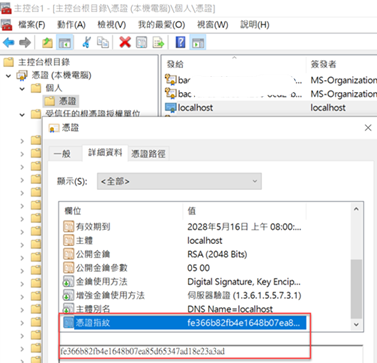 主控台1 - [主控台根目錄\憑證 (本機電腦)\個人\憑證]
檔案(F) 動作(A) 檢視(V) 我的最愛(O) 視窗(W) 說明(H)
主控台根目錄
憑證 (本機電腦)
個人
憑證
受信任的根憑證授權單位
發給 簽發者
MS-Organization
MS-Organization
localhost localhost
憑證
一般 詳細資料 憑證路徑
顯示(S): <全部>
欄位 值
有效期到 2028年5月16日 上午 08:00:...
主體 localhost
公開金鑰 RSA (2048 Bits)
公開金鑰參數 05 00
金鑰使用方法 Digital Signature, Key Encip...
增強金鑰使用方法 伺服器驗證 (1.3.6.1.5.5.7.3.1)
主體別名 DNS Name=localhost
憑證指紋 fe366b82fb4e1648b07ea8...
fe366b82fb4e1648b07ea85d65347ad18e23a3ad